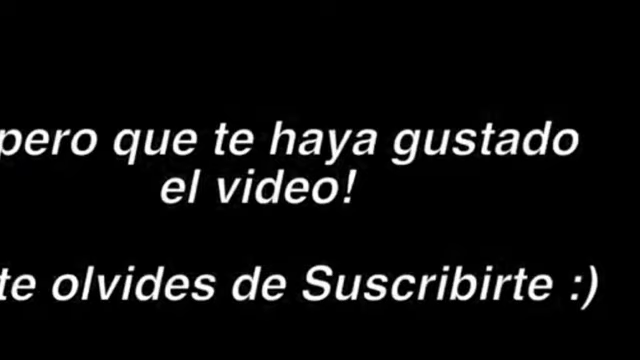 pero que te haya gustado
el video!
te olvides de Suscribirte :)